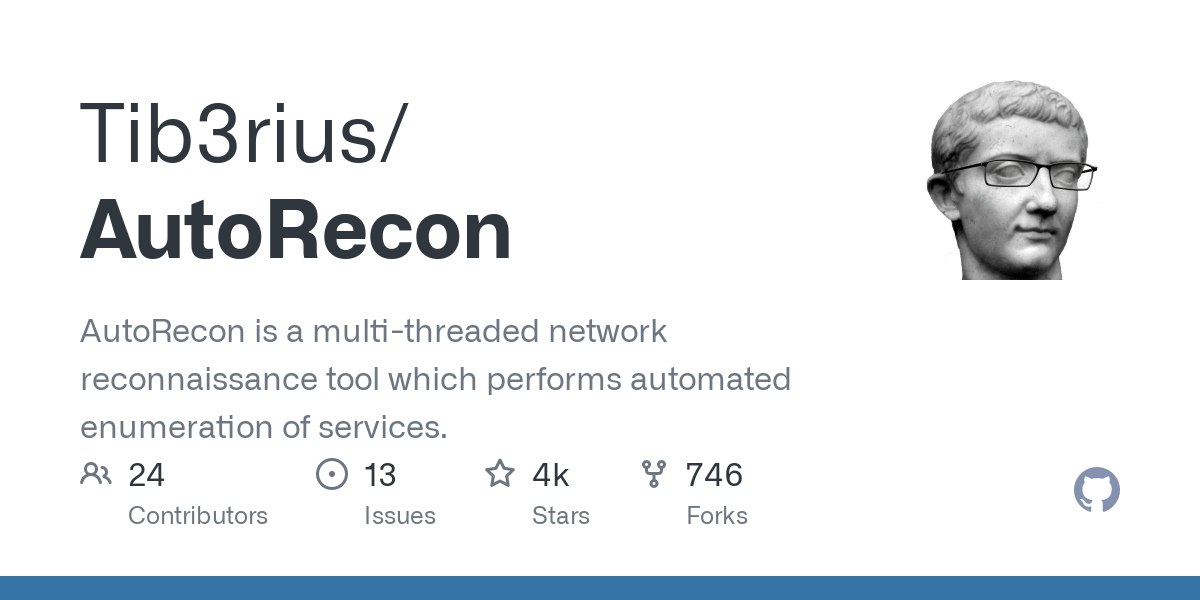 Tib3rius/
AutoRecon
AutoRecon is a multi-threaded network
reconnaissance tool which performs automated
enumeration of services.
24 13 4k 746
Contributors Issues Stars Forks